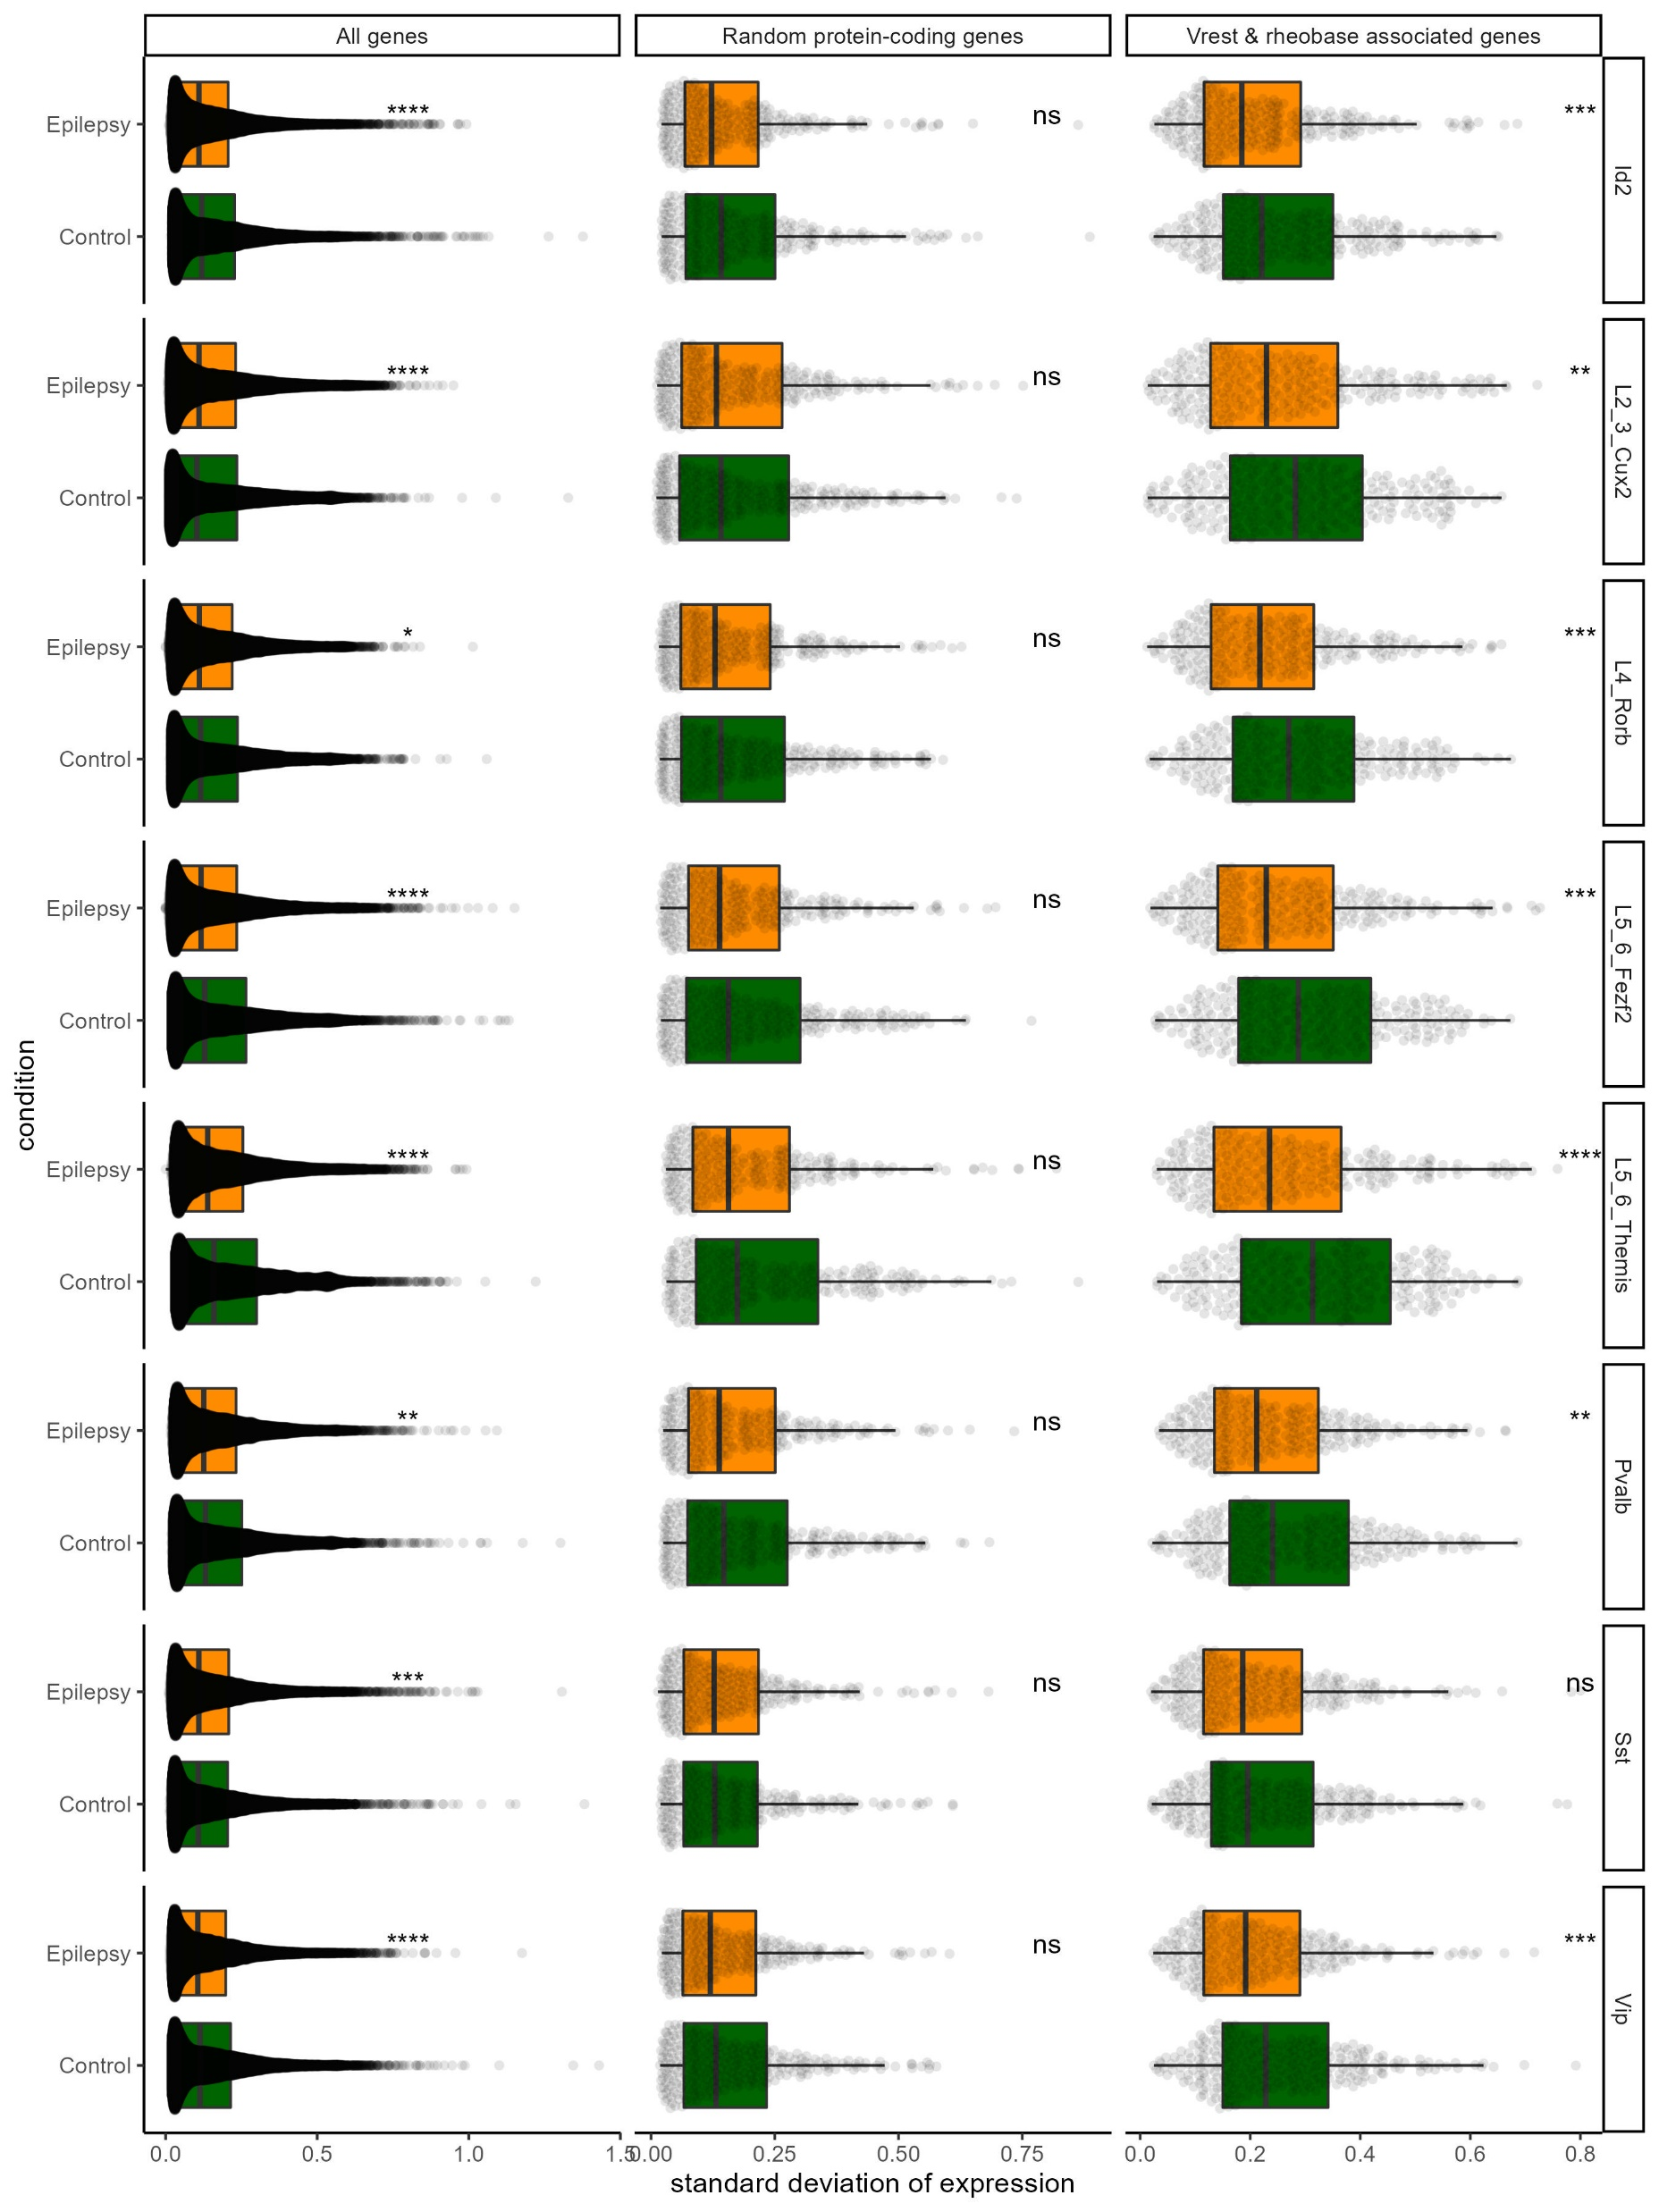 All genes
Random protein-coding genes
Vrest & rheobase associated genes
Epilepsy
****
ns
***
Control
Id2
Epilepsy
****
ns
**
Control
L2_3_Cux2
Epilepsy
*
ns
***
Control
L4_Rorb
Epilepsy
****
ns
***
Control
L5_6_Fezf2
condition
Epilepsy
****
ns
****
Control
L5_6_Themis
Epilepsy
**
ns
**
Control
Pvalb
Epilepsy
***
ns
ns
Control
Sst
Epilepsy
****
ns
***
Control
Vip
0.0 0.5 1.0 1.5
0.00 0.25 0.50 0.75
0.0 0.2 0.4 0.6 0.8
standard deviation of expression